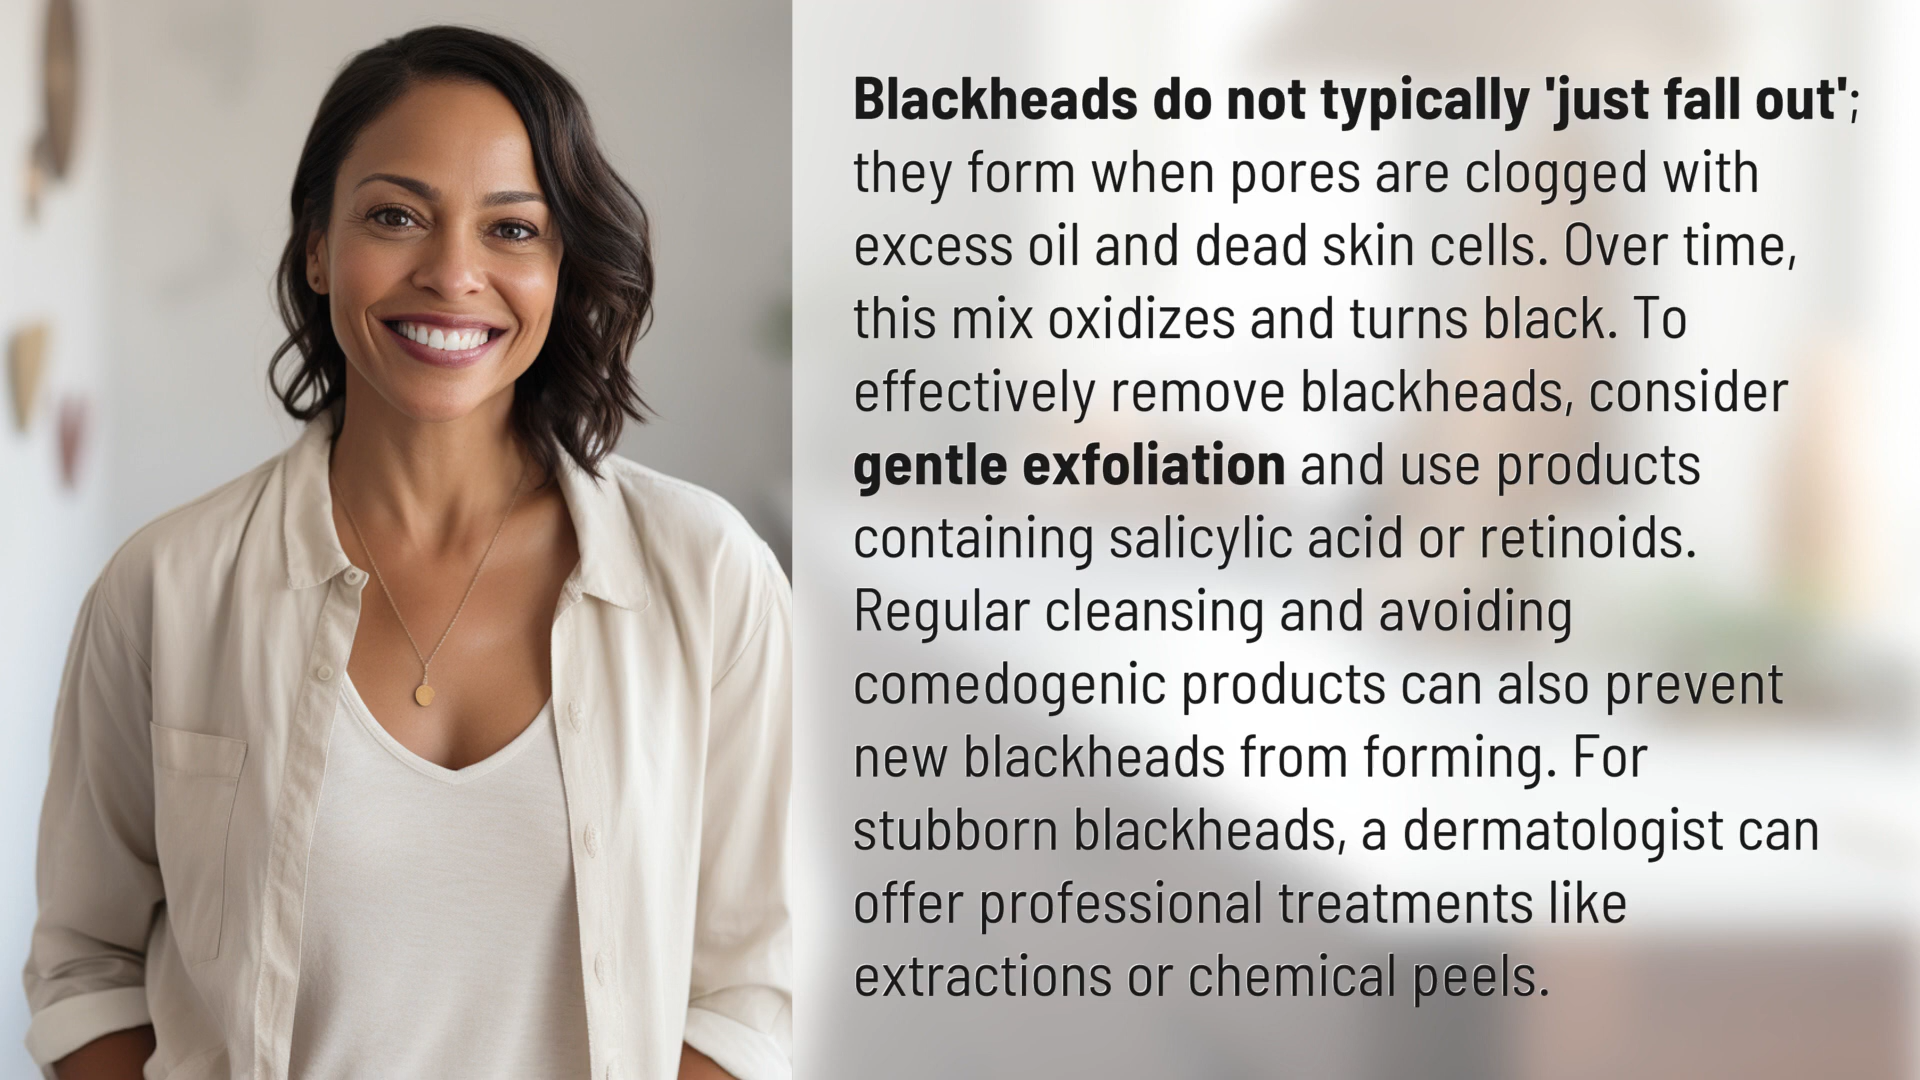 Blackheads do not typically 'just fall out';
they form when pores are clogged with
excess oil and dead skin cells. Over time,
this mix oxidizes and turns black. To
effectively remove blackheads, consider
gentle exfoliation and use products
containing salicylic acid or retinoids.
Regular cleansing and avoiding
comedogenic products can also prevent
new blackheads from forming. For
stubborn blackheads, a dermatologist can
offer professional treatments like
extractions or chemical peels.